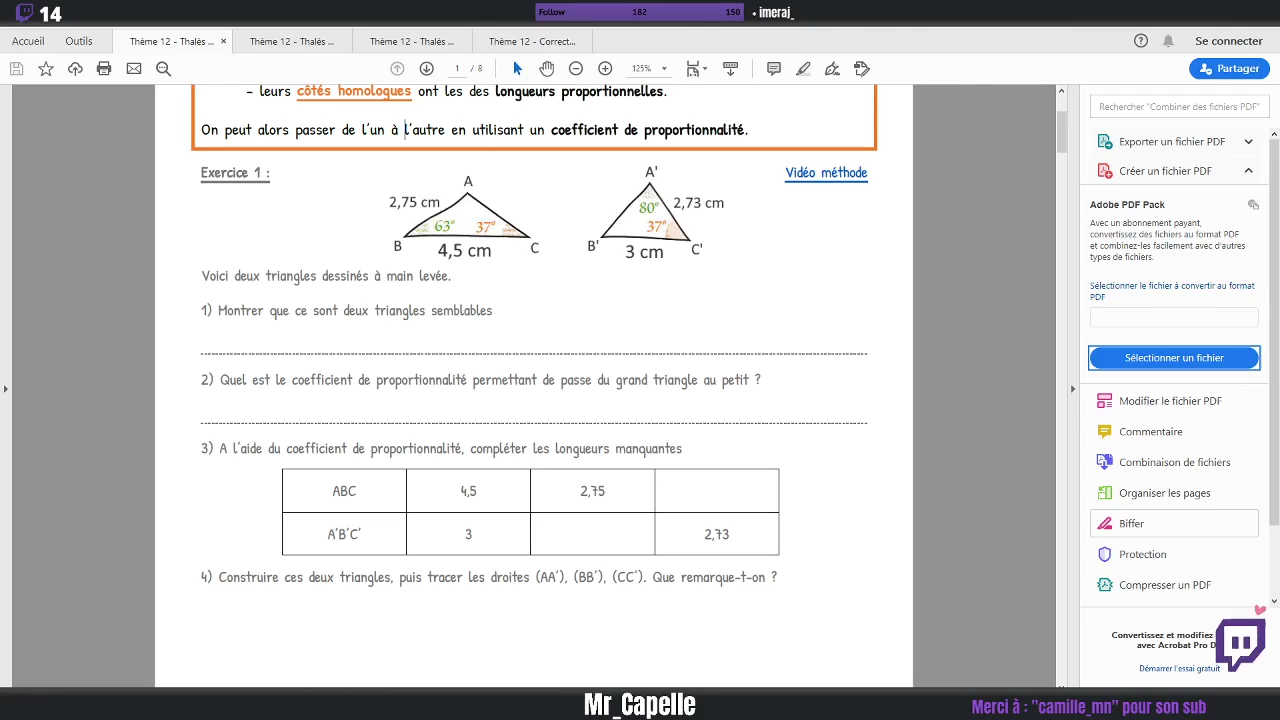 14
Follow 182 150
+ imeraj_
Accueil Outils Thème 12 - Thalès ... × Thème 12 - Thalès ... Thème 12 - Thalès ... Thème 12 - Correct... Se connecter
1 / 8 125% Partager
- leurs côtés homologues ont les des longueurs proportionnelles.
On peut alors passer de l'un à l'autre en utilisant un coefficient de proportionnalité.
Exercice 1 : Vidéo méthode
A
2,75 cm
63° 37°
B C
4,5 cm
A'
80° 2,73 cm
37°
B' C'
3 cm
Voici deux triangles dessinés à main levée.
1) Montrer que ce sont deux triangles semblables
2) Quel est le coefficient de proportionnalité permettant de passe du grand triangle au petit ?
3) A l'aide du coefficient de proportionnalité, compléter les longueurs manquantes
ABC 4,5 2,75
A'B'C' 3 2,73
4) Construire ces deux triangles, puis tracer les droites (AA'), (BB'), (CC'). Que remarque-t-on ?
Rechercher "Combiner des fichiers PDF"
Exporter un fichier PDF
Créer un fichier PDF
Adobe PDF Pack
Avec un abonnement payant,
convertissez des fichiers au format PDF
et combinez-les facilement avec d'autres
types de fichiers.
Sélectionner le fichier à convertir au format
PDF
Sélectionner un fichier
Modifier le fichier PDF
Commentaire
Combinaison de fichiers
Organiser les pages
Biffer
Protection
Compresser un PDF
Convertissez et modifiez
avec Acrobat Pro D
Démarrer l'essai gratuit
Mr_Capelle
Merci à : "camille_mn" pour son sub